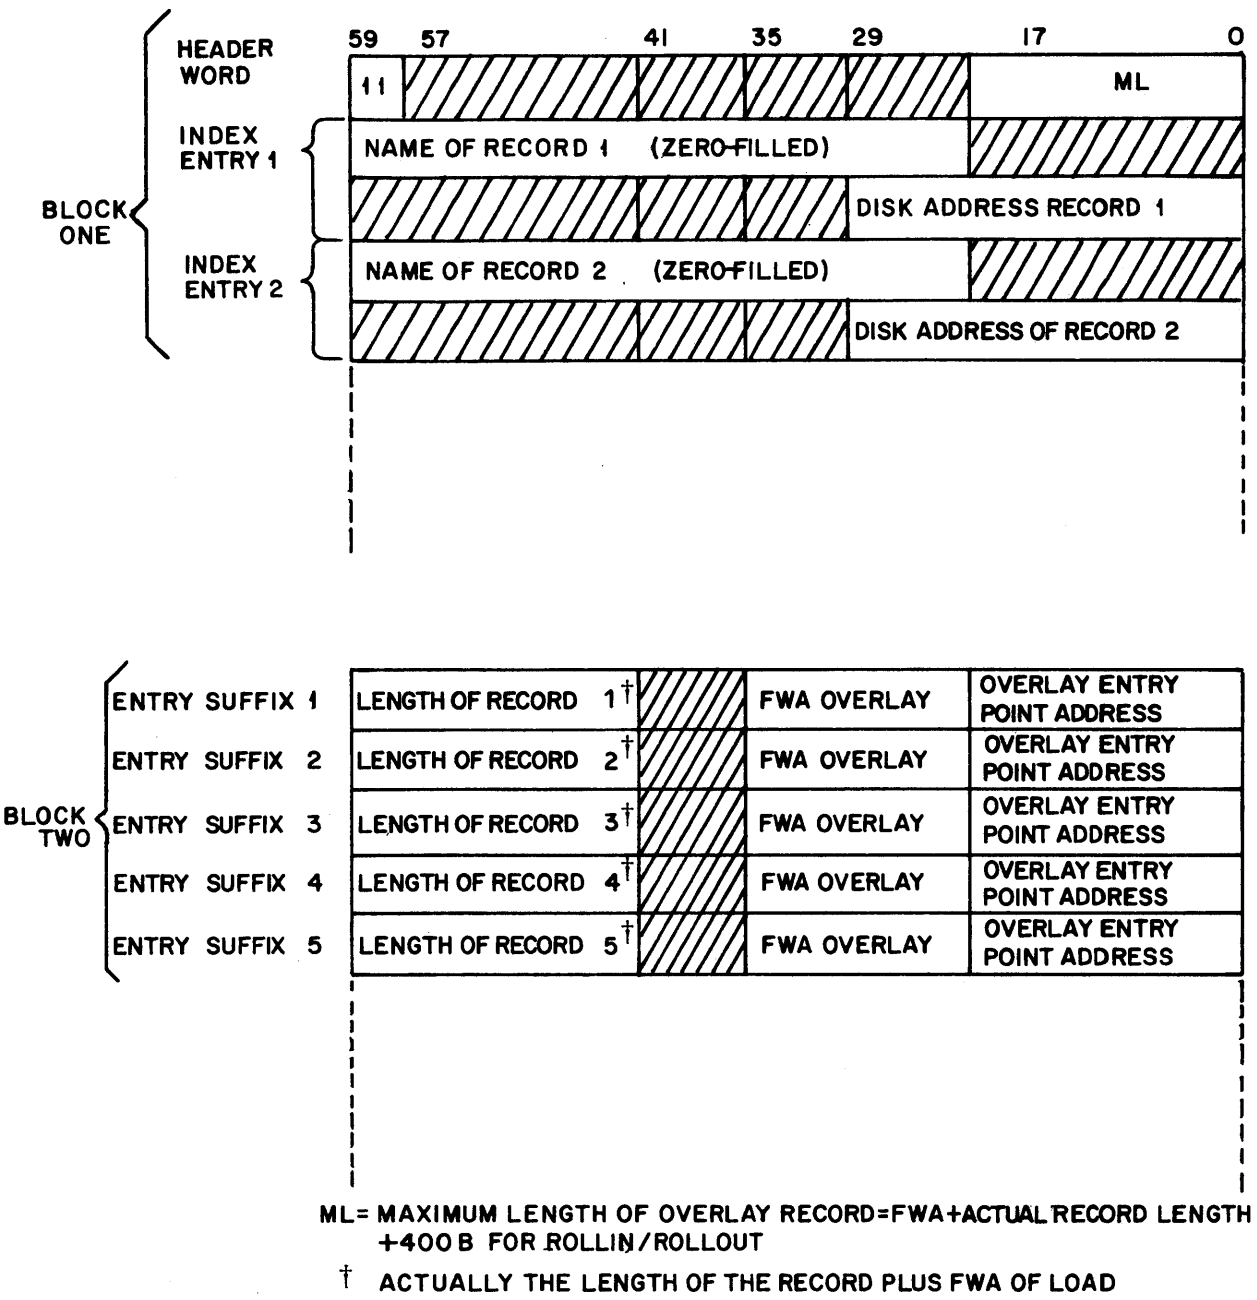 59 57 41 35 29 17 0
HEADER
WORD
11 ML
INDEX
ENTRY 1
NAME OF RECORD 1 (ZERO-FILLED)
BLOCK
ONE
DISK ADDRESS RECORD 1
INDEX
ENTRY 2
NAME OF RECORD 2 (ZERO-FILLED)
DISK ADDRESS OF RECORD 2
BLOCK
TWO
ENTRY SUFFIX 1 LENGTH OF RECORD 1† FWA OVERLAY OVERLAY ENTRY
POINT ADDRESS
ENTRY SUFFIX 2 LENGTH OF RECORD 2† FWA OVERLAY OVERLAY ENTRY
POINT ADDRESS
ENTRY SUFFIX 3 LENGTH OF RECORD 3† FWA OVERLAY OVERLAY ENTRY
POINT ADDRESS
ENTRY SUFFIX 4 LENGTH OF RECORD 4† FWA OVERLAY OVERLAY ENTRY
POINT ADDRESS
ENTRY SUFFIX 5 LENGTH OF RECORD 5† FWA OVERLAY OVERLAY ENTRY
POINT ADDRESS
ML= MAXIMUM LENGTH OF OVERLAY RECORD=FWA+ACTUAL RECORD LENGTH
+400B FOR ROLLIN/ROLLOUT
† ACTUALLY THE LENGTH OF THE RECORD PLUS FWA OF LOAD